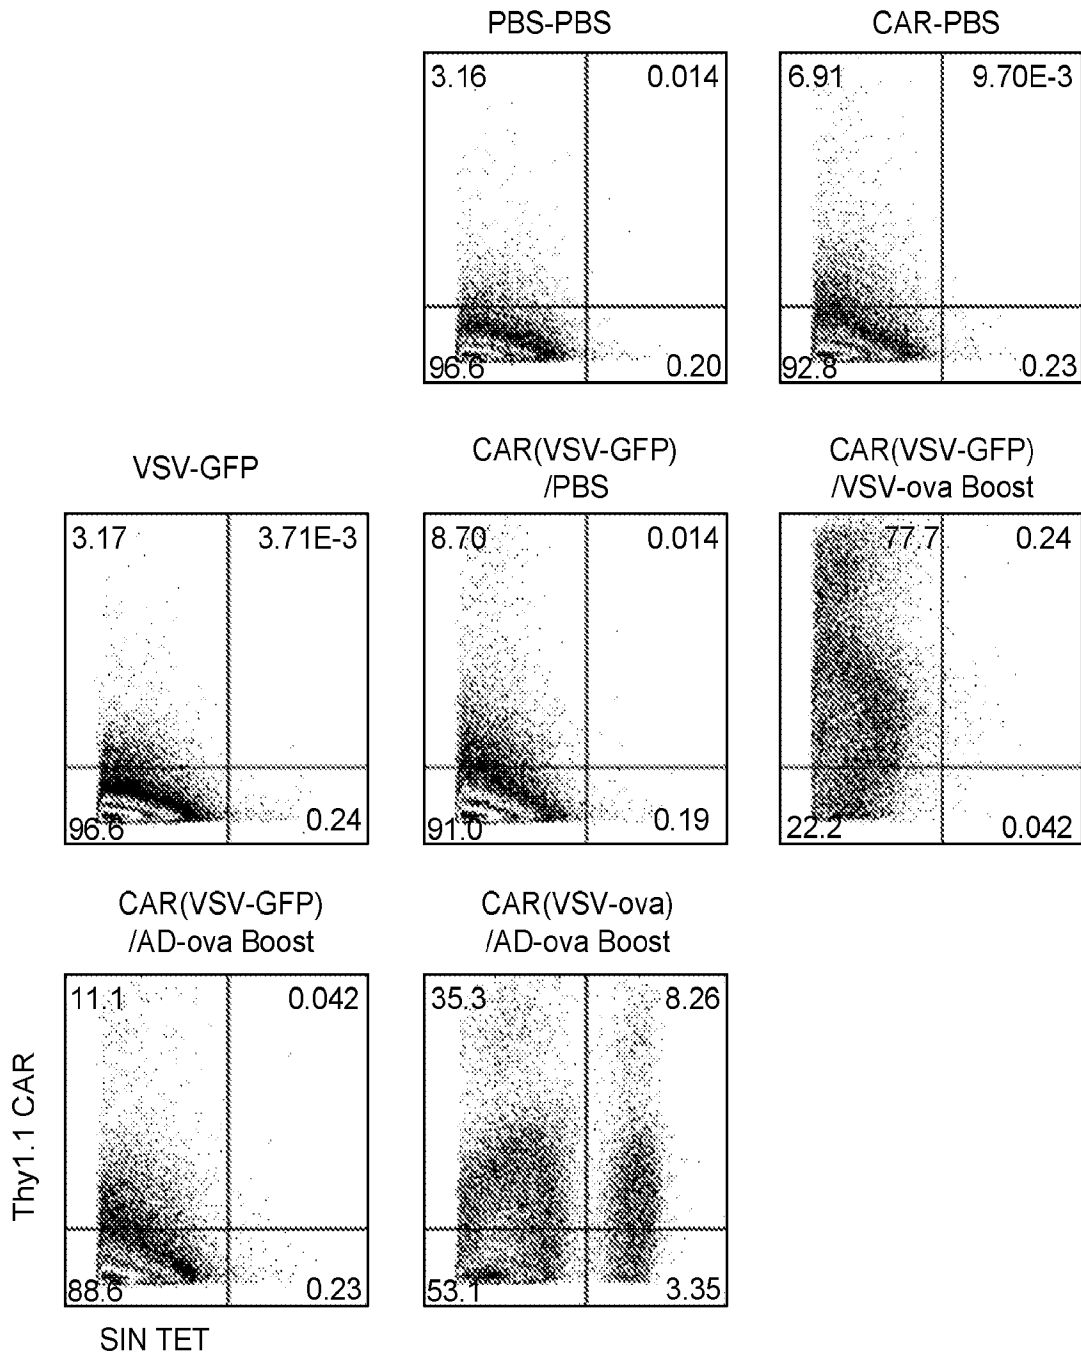 PBS-PBS
CAR-PBS
3.16
0.014
96.6
0.20
6.91
9.70E-3
92.8
0.23
VSV-GFP
CAR(VSV-GFP)
/PBS
CAR(VSV-GFP)
/VSV-ova Boost
3.17
3.71E-3
96.6
0.24
8.70
0.014
91.0
0.19
77.7
0.24
22.2
0.042
CAR(VSV-GFP)
/AD-ova Boost
CAR(VSV-ova)
/AD-ova Boost
11.1
0.042
88.6
0.23
35.3
8.26
53.1
3.35
Thy1.1 CAR
SIN TET